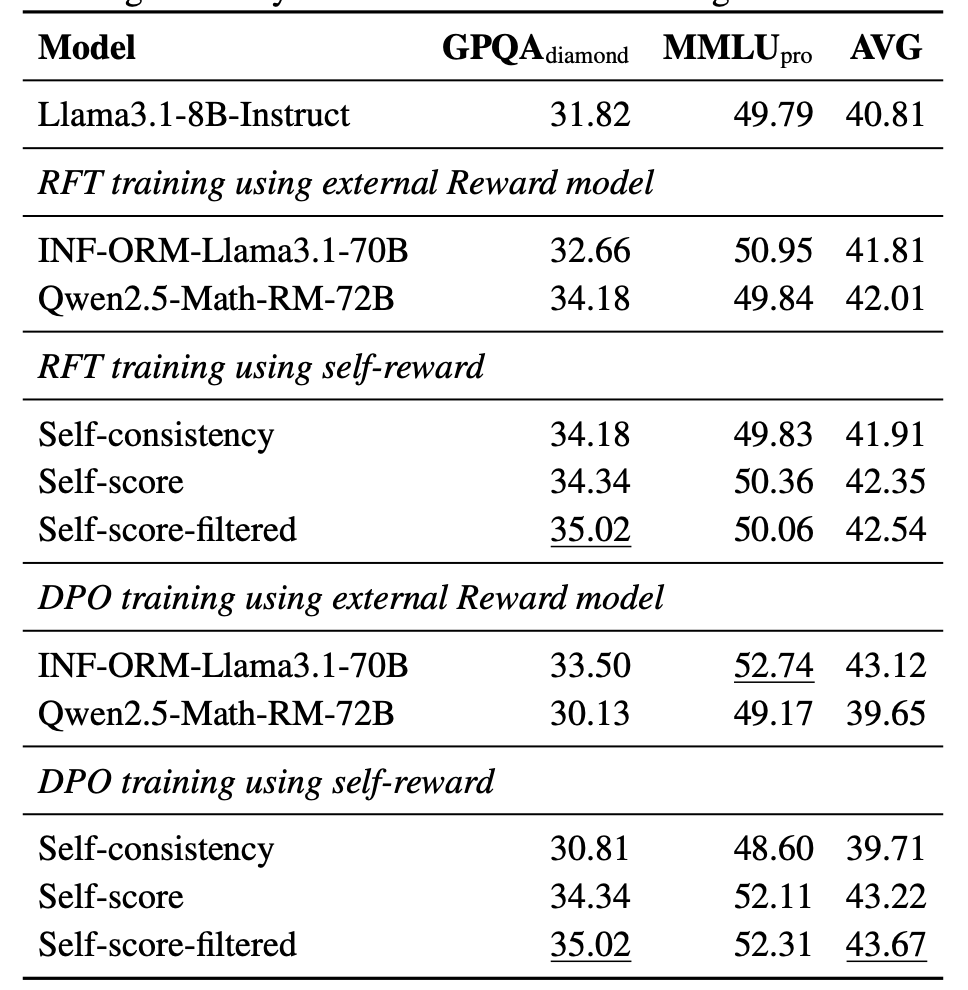 Model GPQAdiamond MMLUpro AVG
Llama3.1-8B-Instruct 31.82 49.79 40.81
RFT training using external Reward model
INF-ORM-Llama3.1-70B 32.66 50.95 41.81
Qwen2.5-Math-RM-72B 34.18 49.84 42.01
RFT training using self-reward
Self-consistency 34.18 49.83 41.91
Self-score 34.34 50.36 42.35
Self-score-filtered 35.02 50.06 42.54
DPO training using external Reward model
INF-ORM-Llama3.1-70B 33.50 52.74 43.12
Qwen2.5-Math-RM-72B 30.13 49.17 39.65
DPO training using self-reward
Self-consistency 30.81 48.60 39.71
Self-score 34.34 52.11 43.22
Self-score-filtered 35.02 52.31 43.67